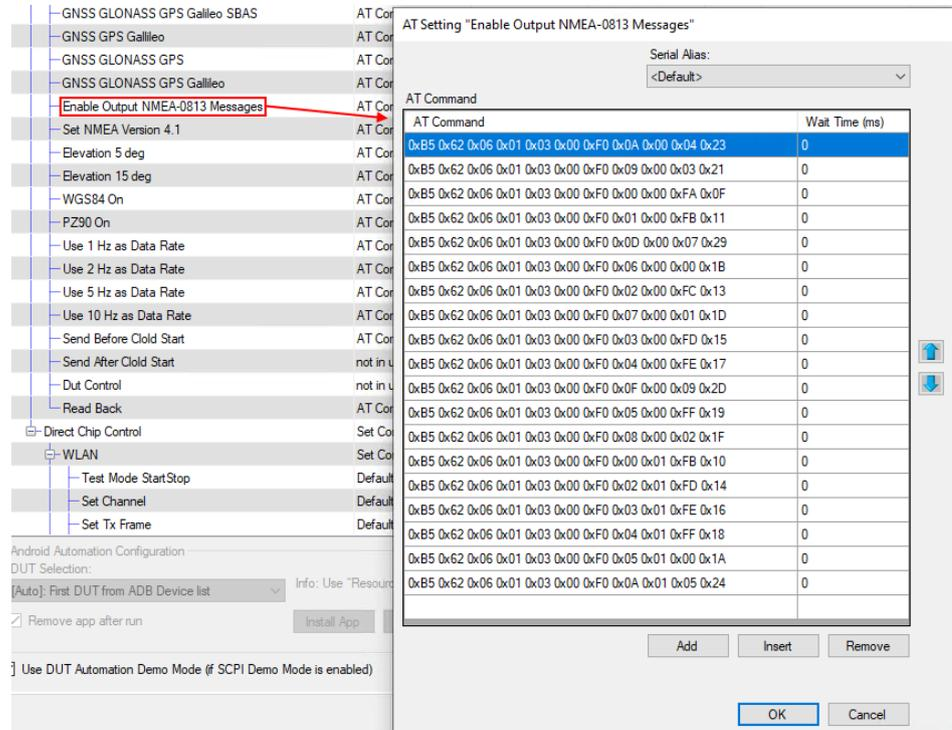 GNSS GLONASS GPS Galileo SBAS AT Co
GNSS GPS Gallileo AT Cor
GNSS GLONASS GPS AT Cor
GNSS GLONASS GPS Gallileo AT Cor
Enable Output NMEA-0813 Messages AT Cor
Set NMEA Version 4.1 AT Cor
Elevation 5 deg AT Cor
Elevation 15 deg AT Cor
WGS84 On AT Cor
PZ90 On AT Cor
Use 1 Hz as Data Rate AT Cor
Use 2 Hz as Data Rate AT Cor
Use 5 Hz as Data Rate AT Cor
Use 10 Hz as Data Rate AT Cor
Send Before Clold Start AT Cor
Send After Clold Start not in u
Dut Control not in u
Read Back AT Cor
Direct Chip Control Set Co
WLAN Set Co
Test Mode StartStop Default
Set Channel Default
Set Tx Frame Default
Android Automation Configuration
DUT Selection:
[Auto]: First DUT from ADB Device list
Info: Use "Resourc
Remove app after run
Install App
Use DUT Automation Demo Mode (if SCPI Demo Mode is enabled)
AT Setting "Enable Output NMEA-0813 Messages"
Serial Alias:
<Default>
AT Command
AT Command Wait Time (ms)
0xB5 0x62 0x06 0x01 0x03 0x00 0xF0 0x0A 0x00 0x04 0x23 0
0xB5 0x62 0x06 0x01 0x03 0x00 0xF0 0x09 0x00 0x03 0x21 0
0xB5 0x62 0x06 0x01 0x03 0x00 0xF0 0x00 0x00 0xFA 0x0F 0
0xB5 0x62 0x06 0x01 0x03 0x00 0xF0 0x01 0x00 0xFB 0x11 0
0xB5 0x62 0x06 0x01 0x03 0x00 0xF0 0x0D 0x00 0x07 0x29 0
0xB5 0x62 0x06 0x01 0x03 0x00 0xF0 0x06 0x00 0x00 0x1B 0
0xB5 0x62 0x06 0x01 0x03 0x00 0xF0 0x02 0x00 0xFC 0x13 0
0xB5 0x62 0x06 0x01 0x03 0x00 0xF0 0x07 0x00 0x01 0x1D 0
0xB5 0x62 0x06 0x01 0x03 0x00 0xF0 0x03 0x00 0xFD 0x15 0
0xB5 0x62 0x06 0x01 0x03 0x00 0xF0 0x04 0x00 0xFE 0x17 0
0xB5 0x62 0x06 0x01 0x03 0x00 0xF0 0x0F 0x00 0x09 0x2D 0
0xB5 0x62 0x06 0x01 0x03 0x00 0xF0 0x05 0x00 0xFF 0x19 0
0xB5 0x62 0x06 0x01 0x03 0x00 0xF0 0x08 0x00 0x02 0x1F 0
0xB5 0x62 0x06 0x01 0x03 0x00 0xF0 0x00 0x01 0xFB 0x10 0
0xB5 0x62 0x06 0x01 0x03 0x00 0xF0 0x02 0x01 0xFD 0x14 0
0xB5 0x62 0x06 0x01 0x03 0x00 0xF0 0x03 0x01 0xFE 0x16 0
0xB5 0x62 0x06 0x01 0x03 0x00 0xF0 0x04 0x01 0xFF 0x18 0
0xB5 0x62 0x06 0x01 0x03 0x00 0xF0 0x05 0x01 0x00 0x1A 0
0xB5 0x62 0x06 0x01 0x03 0x00 0xF0 0x0A 0x01 0x05 0x24 0
Add Insert Remove
OK Cancel